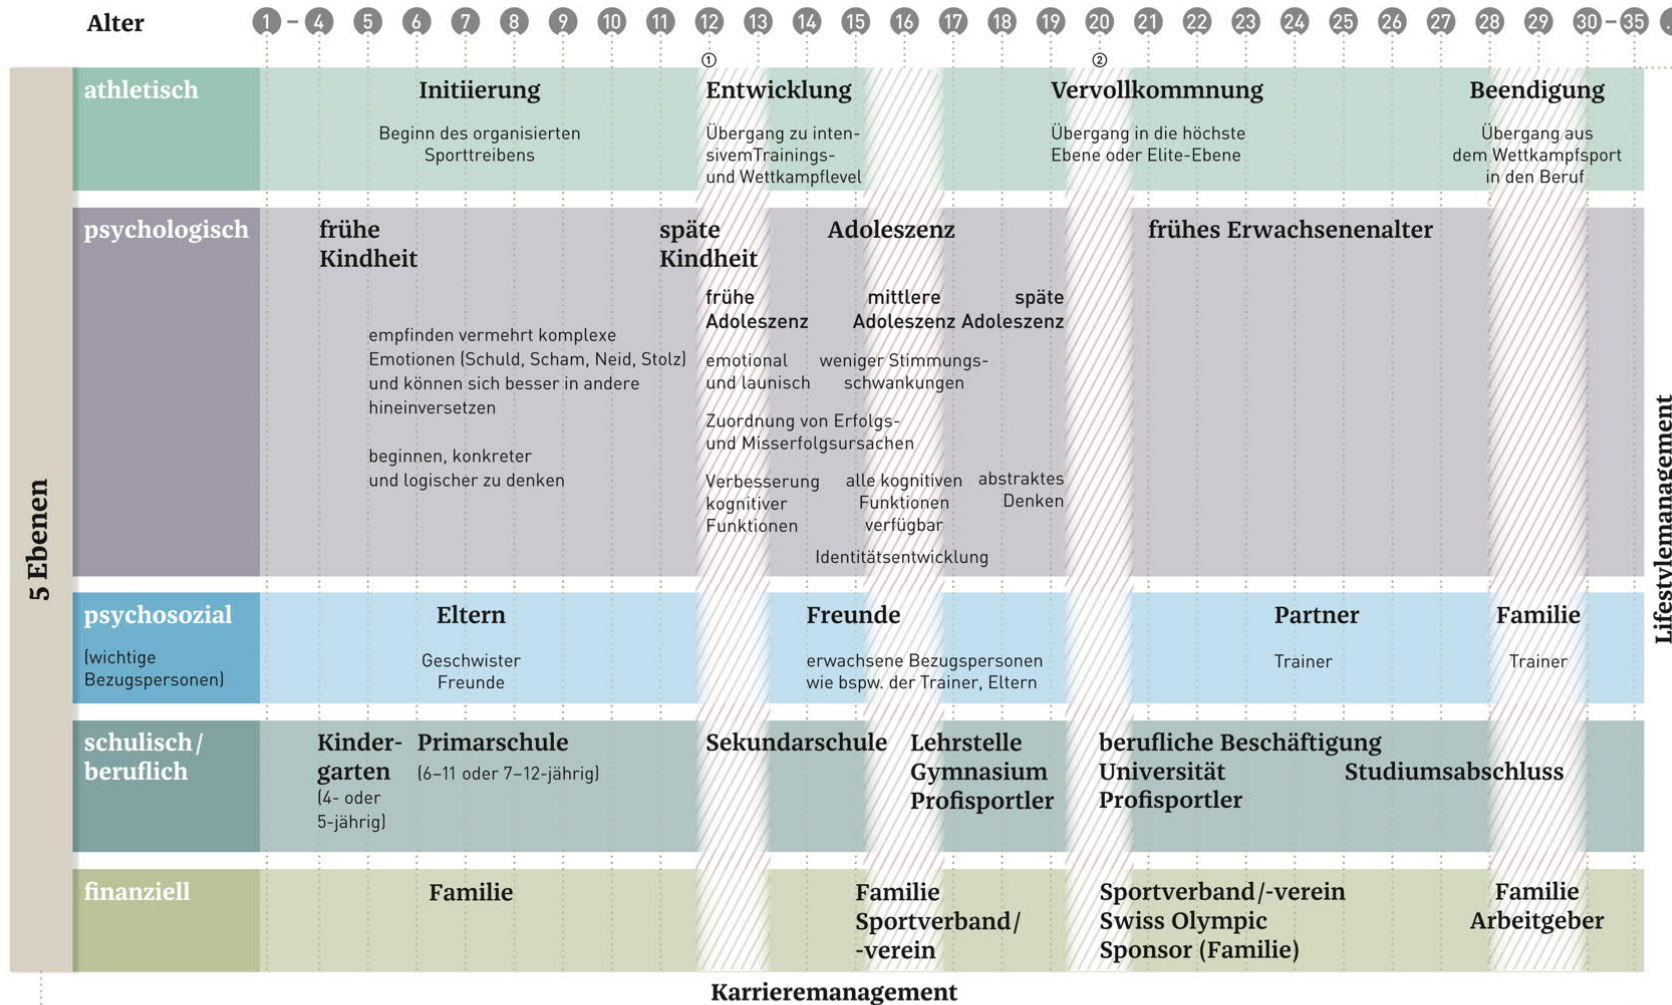 Alter 1 – 4 5 6 7 8 9 10 11 12 13 14 15 16 17 18 19 20 21 22 23 24 25 26 27 28 29 30 – 35
① ②
5 Ebenen
athletisch
Initiierung
Beginn des organisierten
Sporttreibens
Entwicklung
Übergang zu inten-
sivemTrainings-
und Wettkampflevel
Vervollkommnung
Übergang in die höchste
Ebene oder Elite-Ebene
Beendigung
Übergang aus
dem Wettkampfsport
in den Beruf
psychologisch
frühe
Kindheit
späte
Kindheit
Adoleszenz
frühes Erwachsenenalter
empfinden vermehrt komplexe
Emotionen (Schuld, Scham, Neid, Stolz)
und können sich besser in andere
hineinversetzen
beginnen, konkreter
und logischer zu denken
frühe
Adoleszenz
mittlere
Adoleszenz
späte
Adoleszenz
emotional
und launisch
weniger Stimmungs-
schwankungen
Zuordnung von Erfolgs-
und Misserfolgsursachen
Verbesserung
kognitiver
Funktionen
alle kognitiven
Funktionen
verfügbar
abstraktes
Denken
Identitätsentwicklung
psychosozial
(wichtige
Bezugspersonen)
Eltern
Geschwister
Freunde
Freunde
erwachsene Bezugspersonen
wie bspw. der Trainer, Eltern
Partner
Trainer
Familie
Trainer
schulisch/
beruflich
Kinder-
garten
(4- oder
5-jährig)
Primarschule
(6–11 oder 7–12-jährig)
Sekundarschule
Lehrstelle
Gymnasium
Profisportler
berufliche Beschäftigung
Universität
Profisportler
Studiumsabschluss
finanziell
Familie
Familie
Sportverband/
-verein
Sportverband/-verein
Swiss Olympic
Sponsor (Familie)
Familie
Arbeitgeber
Lifestylemanagement
Karrieremanagement